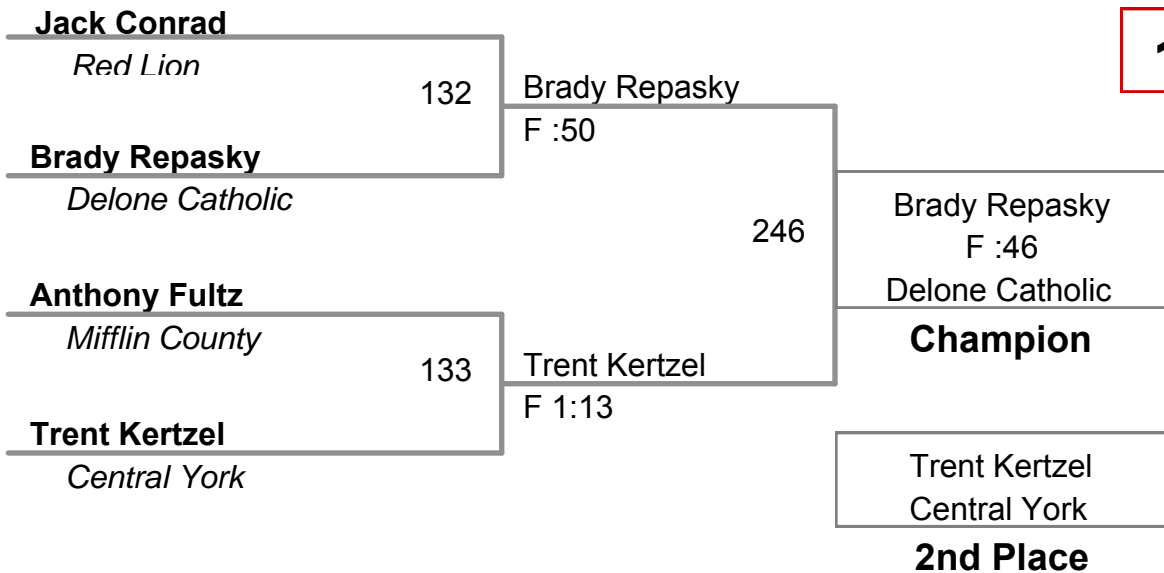 Jack Conrad
Red Lion
132
Brady Repasky
F :50
Brady Repasky
Delone Catholic
246
Brady Repasky
F :46
Delone Catholic
Champion
Anthony Fultz
Mifflin County
133
Trent Kertzel
F 1:13
Trent Kertzel
Central York
Trent Kertzel
Central York
2nd Place